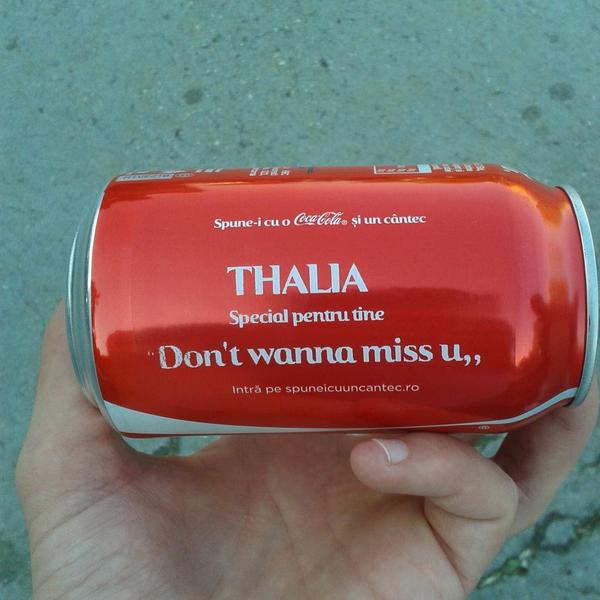 Spune-i cu o Coca-Cola® și un cântec
THALIA
Special pentru tine
"Don't wanna miss u,,
Intră pe spuneicuuncantec.ro